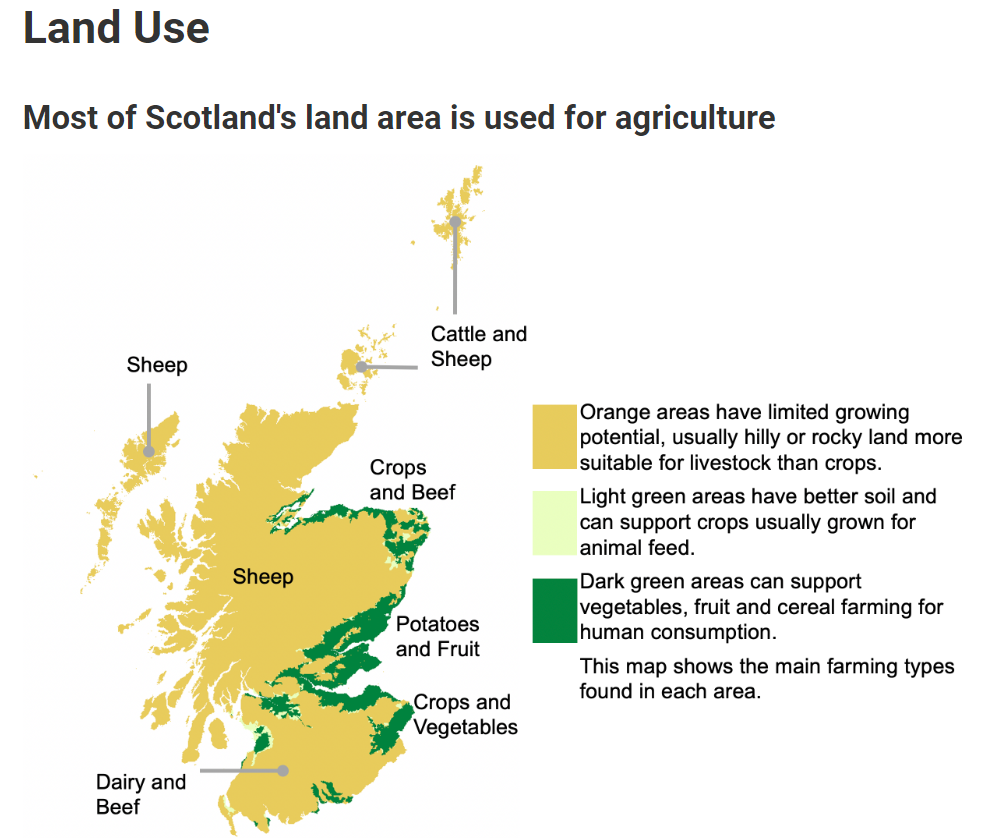 Land Use
Most of Scotland's land area is used for agriculture
Cattle and
Sheep
Sheep
Crops
and Beef
Sheep
Potatoes
and Fruit
Crops and
Vegetables
Dairy and
Beef
Orange areas have limited growing
potential, usually hilly or rocky land more
suitable for livestock than crops.
Light green areas have better soil and
can support crops usually grown for
animal feed.
Dark green areas can support
vegetables, fruit and cereal farming for
human consumption.
This map shows the main farming types
found in each area.